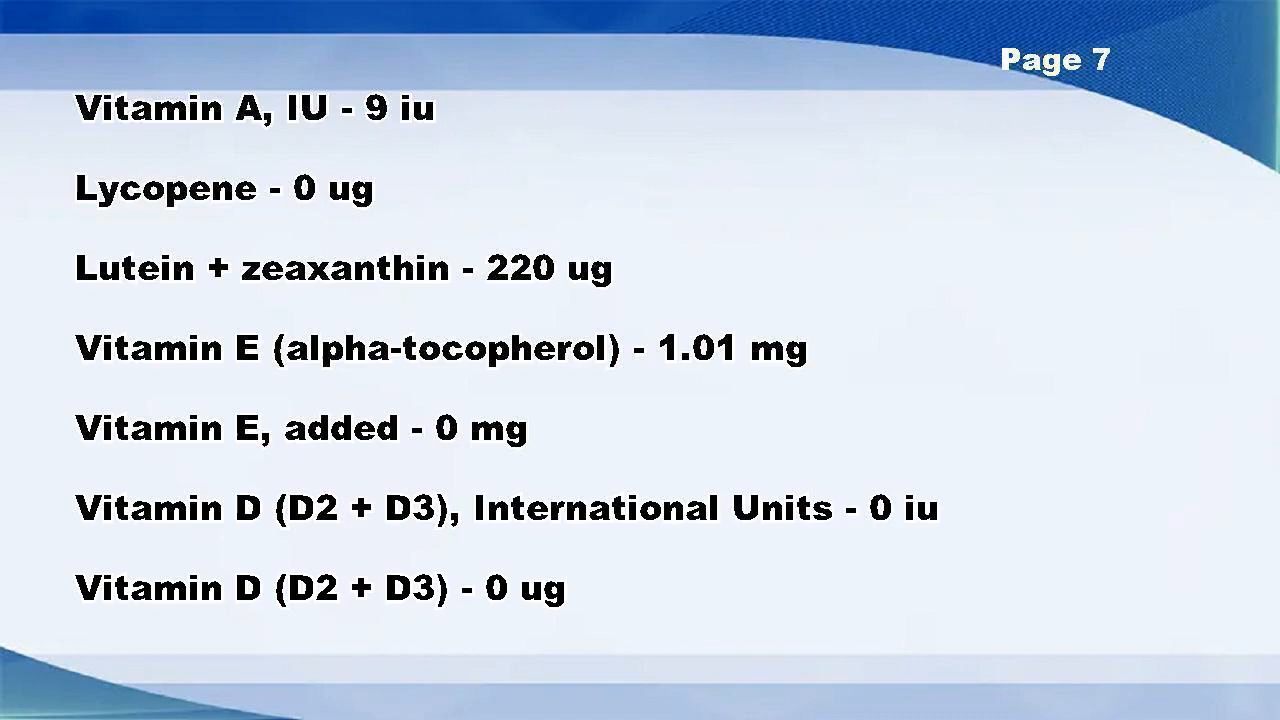 Page 7
Vitamin A, IU - 9 iu
Lycopene - 0 ug
Lutein + zeaxanthin - 220 ug
Vitamin E (alpha-tocopherol) - 1.01 mg
Vitamin E, added - 0 mg
Vitamin D (D2 + D3), International Units - 0 iu
Vitamin D (D2 + D3) - 0 ug